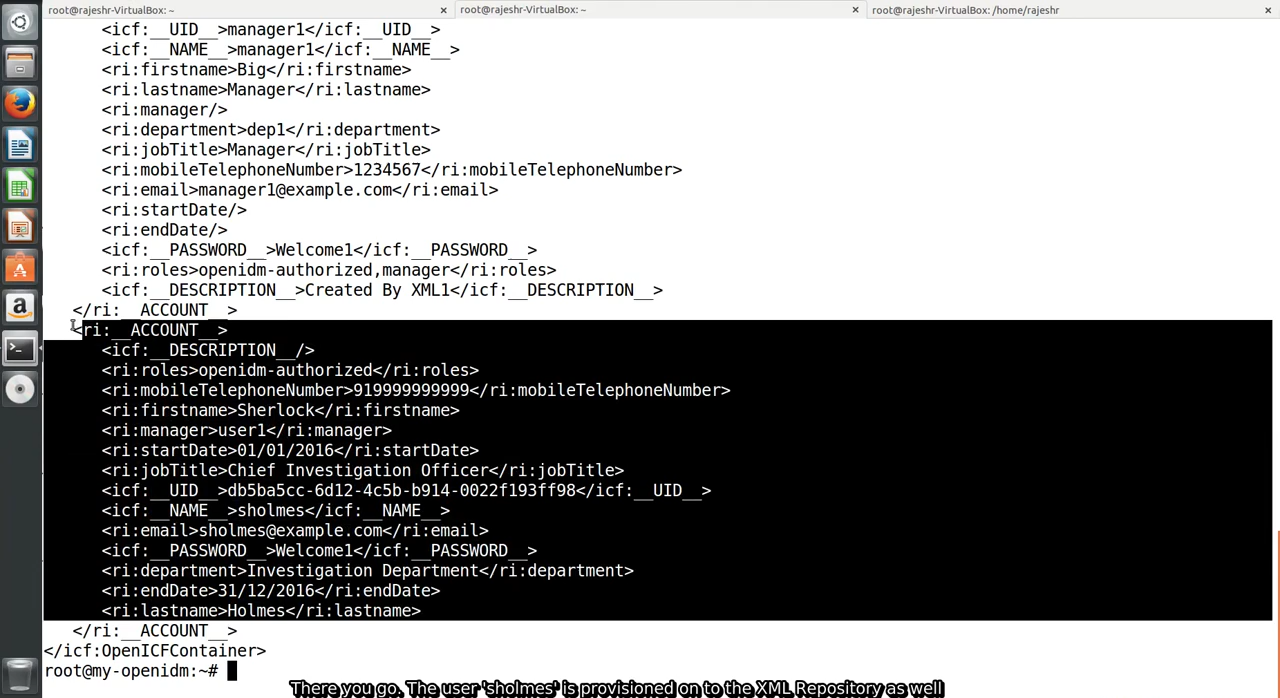 root@rajeshr-VirtualBox: ~
root@rajeshr-VirtualBox: ~
root@rajeshr-VirtualBox: /home/rajeshr
<icf:__UID__>manager1</icf:__UID__>
<icf:__NAME__>manager1</icf:__NAME__>
<ri:firstname>Big</ri:firstname>
<ri:lastname>Manager</ri:lastname>
<ri:manager/>
<ri:department>dep1</ri:department>
<ri:jobTitle>Manager</ri:jobTitle>
<ri:mobileTelephoneNumber>1234567</ri:mobileTelephoneNumber>
<ri:email>manager1@example.com</ri:email>
<ri:startDate/>
<ri:endDate/>
<icf:__PASSWORD__>Welcome1</icf:__PASSWORD__>
<ri:roles>openidm-authorized,manager</ri:roles>
<icf:__DESCRIPTION__>Created By XML1</icf:__DESCRIPTION__>
</ri:__ACCOUNT__>
<ri:__ACCOUNT__>
<icf:__DESCRIPTION__/>
<ri:roles>openidm-authorized</ri:roles>
<ri:mobileTelephoneNumber>919999999999</ri:mobileTelephoneNumber>
<ri:firstname>Sherlock</ri:firstname>
<ri:manager>user1</ri:manager>
<ri:startDate>01/01/2016</ri:startDate>
<ri:jobTitle>Chief Investigation Officer</ri:jobTitle>
<icf:__UID__>db5ba5cc-6d12-4c5b-b914-0022f193ff98</icf:__UID__>
<icf:__NAME__>sholmes</icf:__NAME__>
<ri:email>sholmes@example.com</ri:email>
<icf:__PASSWORD__>Welcome1</icf:__PASSWORD__>
<ri:department>Investigation Department</ri:department>
<ri:endDate>31/12/2016</ri:endDate>
<ri:lastname>Holmes</ri:lastname>
</ri:__ACCOUNT__>
</icf:OpenICFContainer>
root@my-openidm:~#
There you go. The user 'sholmes' is provisioned on to the XML Repository as well